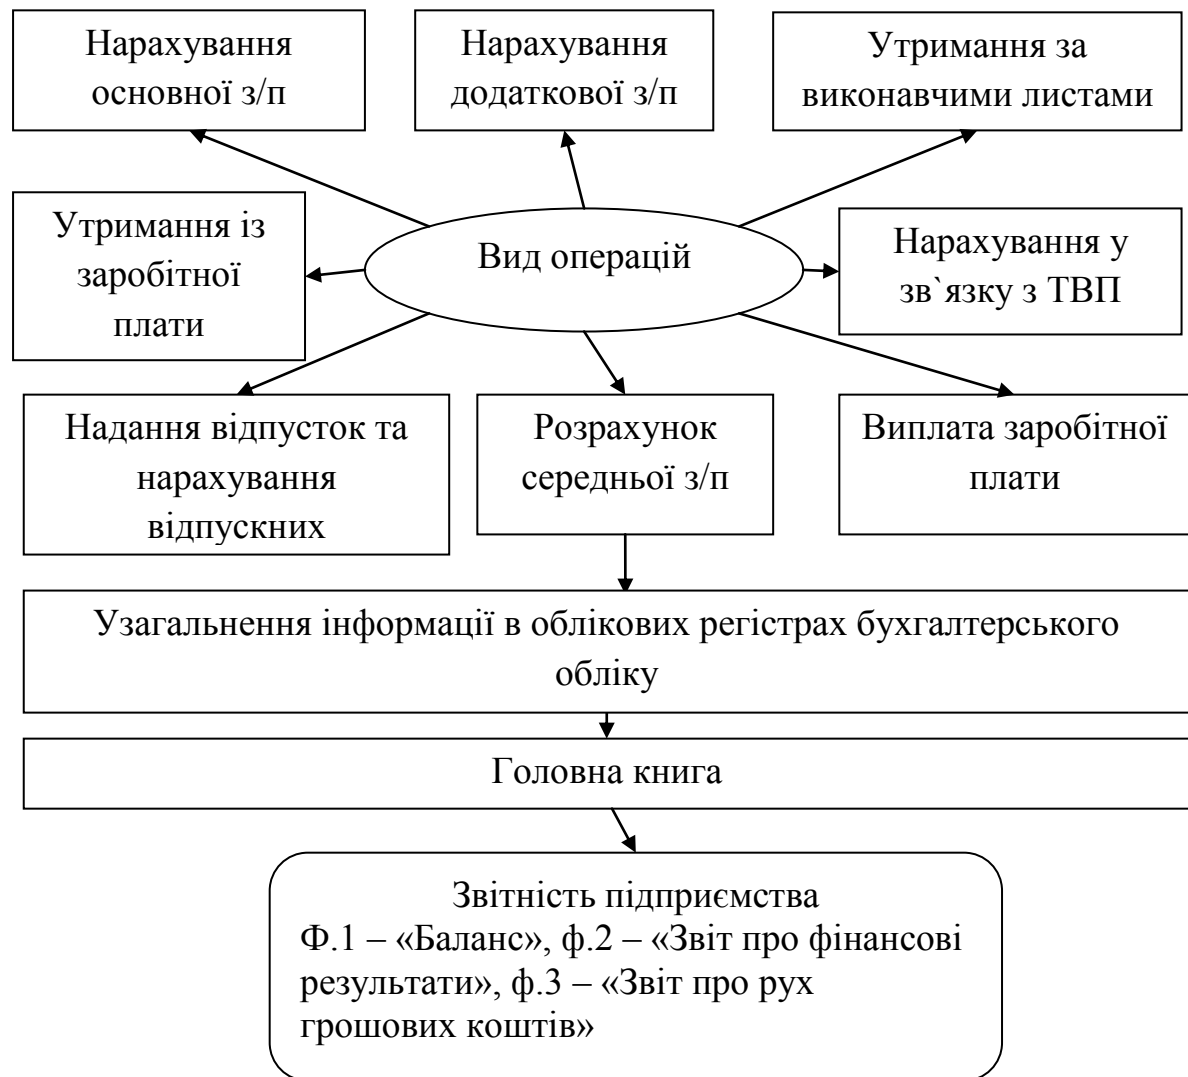 Нарахування
основної з/п
Нарахування
додаткової з/п
Утримання за
виконавчими листами
Утримання із
заробітної
плати
Вид операцій
Нарахування у
зв`язку з ТВП
Надання відпусток та
нарахування
відпускних
Розрахунок
середньої з/п
Виплата заробітної
плати
Узагальнення інформації в облікових регістрах бухгалтерського
обліку
Головна книга
Звітність підприємства
Ф.1 – «Баланс», ф.2 – «Звіт про фінансові
результати», ф.3 – «Звіт про рух
грошових коштів»